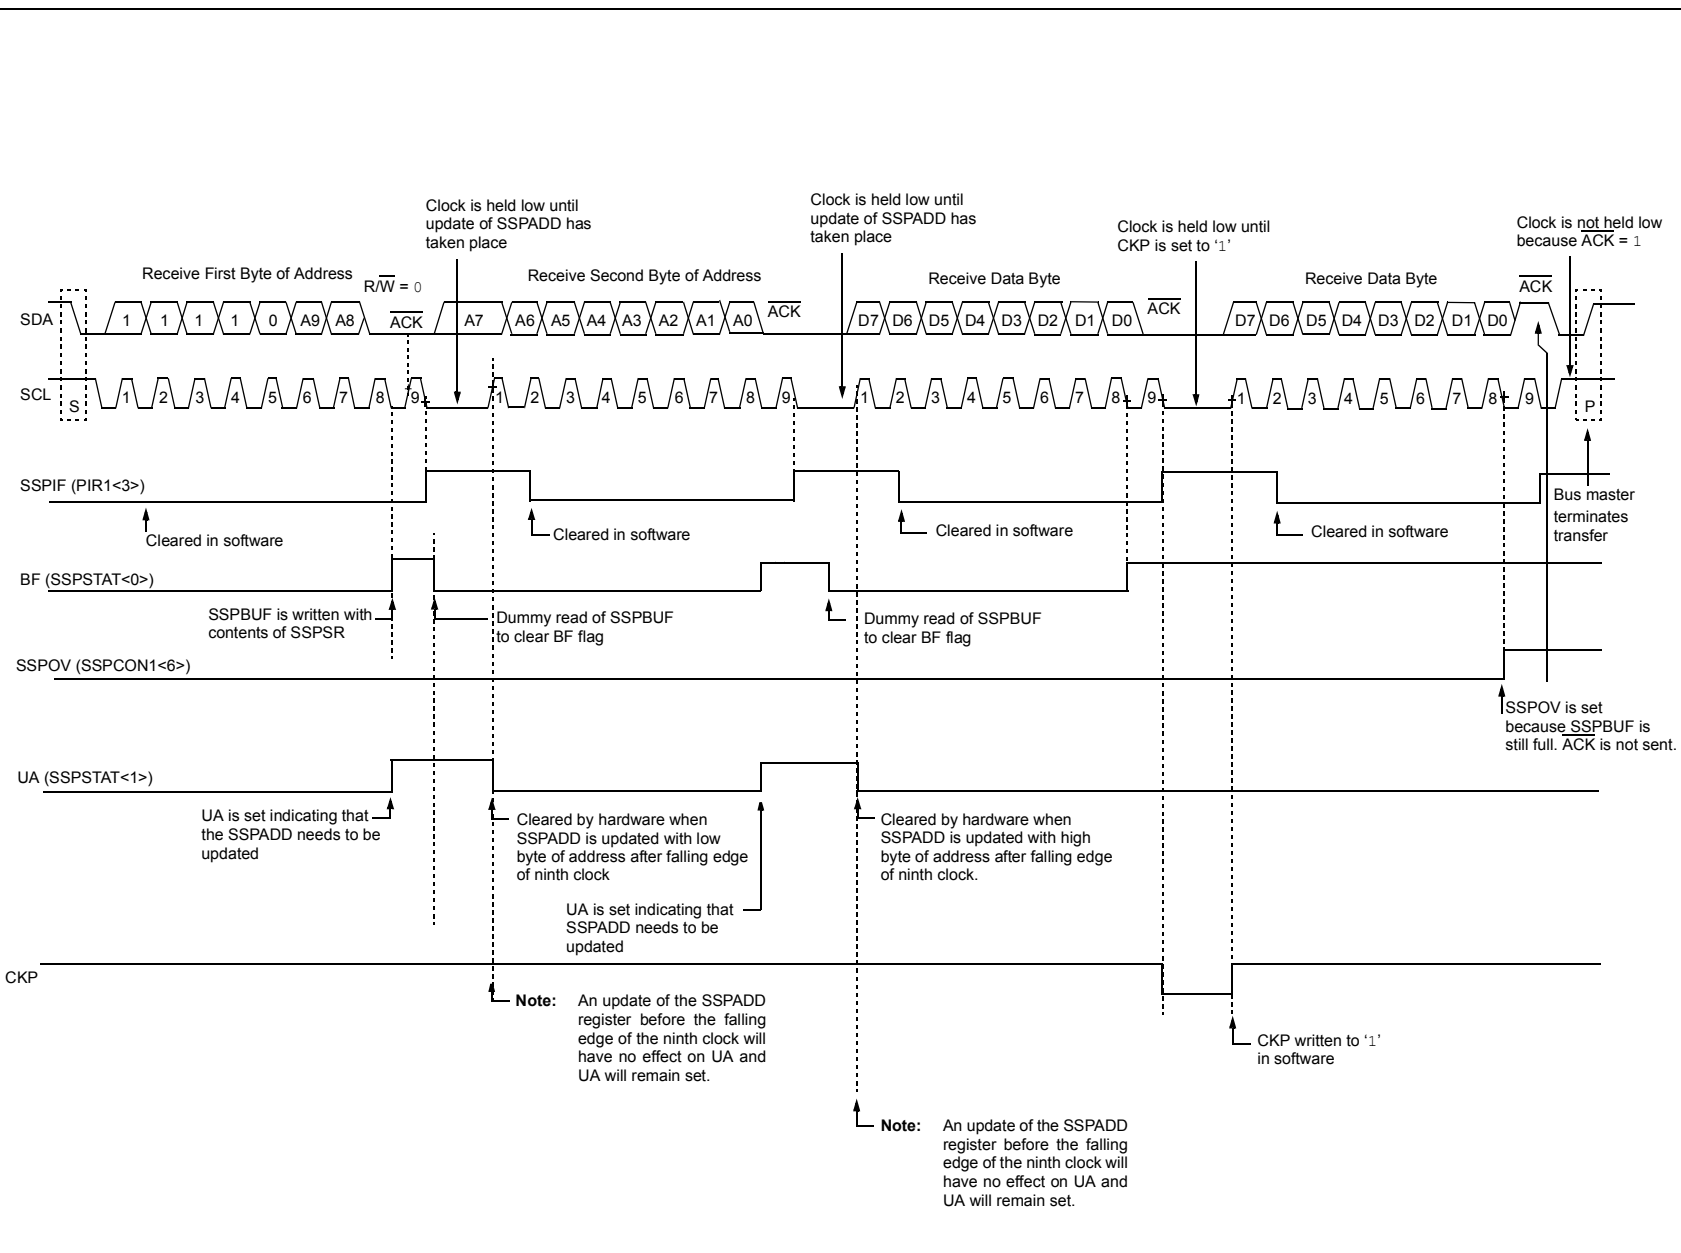 Clock is held low until
update of SSPADD has
taken place
Clock is held low until
update of SSPADD has
taken place
Clock is held low until
CKP is set to ‘1’
Clock is not held low
because ACK = 1
Receive First Byte of Address
R/W = 0
Receive Second Byte of Address
Receive Data Byte
Receive Data Byte
SDA 1 1 1 1 0 A9 A8 ACK A7 A6 A5 A4 A3 A2 A1 A0 ACK D7 D6 D5 D4 D3 D2 D1 D0 ACK D7 D6 D5 D4 D3 D2 D1 D0 ACK
SCL S 1 2 3 4 5 6 7 8 9 1 2 3 4 5 6 7 8 9 1 2 3 4 5 6 7 8 9 1 2 3 4 5 6 7 8 9 P
SSPIF (PIR1<3>)
Cleared in software
Cleared in software
Cleared in software
Cleared in software
Bus master
terminates
transfer
BF (SSPSTAT<0>)
SSPBUF is written with
contents of SSPSR
Dummy read of SSPBUF
to clear BF flag
Dummy read of SSPBUF
to clear BF flag
SSPOV (SSPCON1<6>)
SSPOV is set
because SSPBUF is
still full. ACK is not sent.
UA (SSPSTAT<1>)
UA is set indicating that
the SSPADD needs to be
updated
Cleared by hardware when
SSPADD is updated with low
byte of address after falling edge
of ninth clock
UA is set indicating that
SSPADD needs to be
updated
Cleared by hardware when
SSPADD is updated with high
byte of address after falling edge
of ninth clock.
CKP
Note: An update of the SSPADD
register before the falling
edge of the ninth clock will
have no effect on UA and
UA will remain set.
CKP written to ‘1’
in software
Note: An update of the SSPADD
register before the falling
edge of the ninth clock will
have no effect on UA and
UA will remain set.